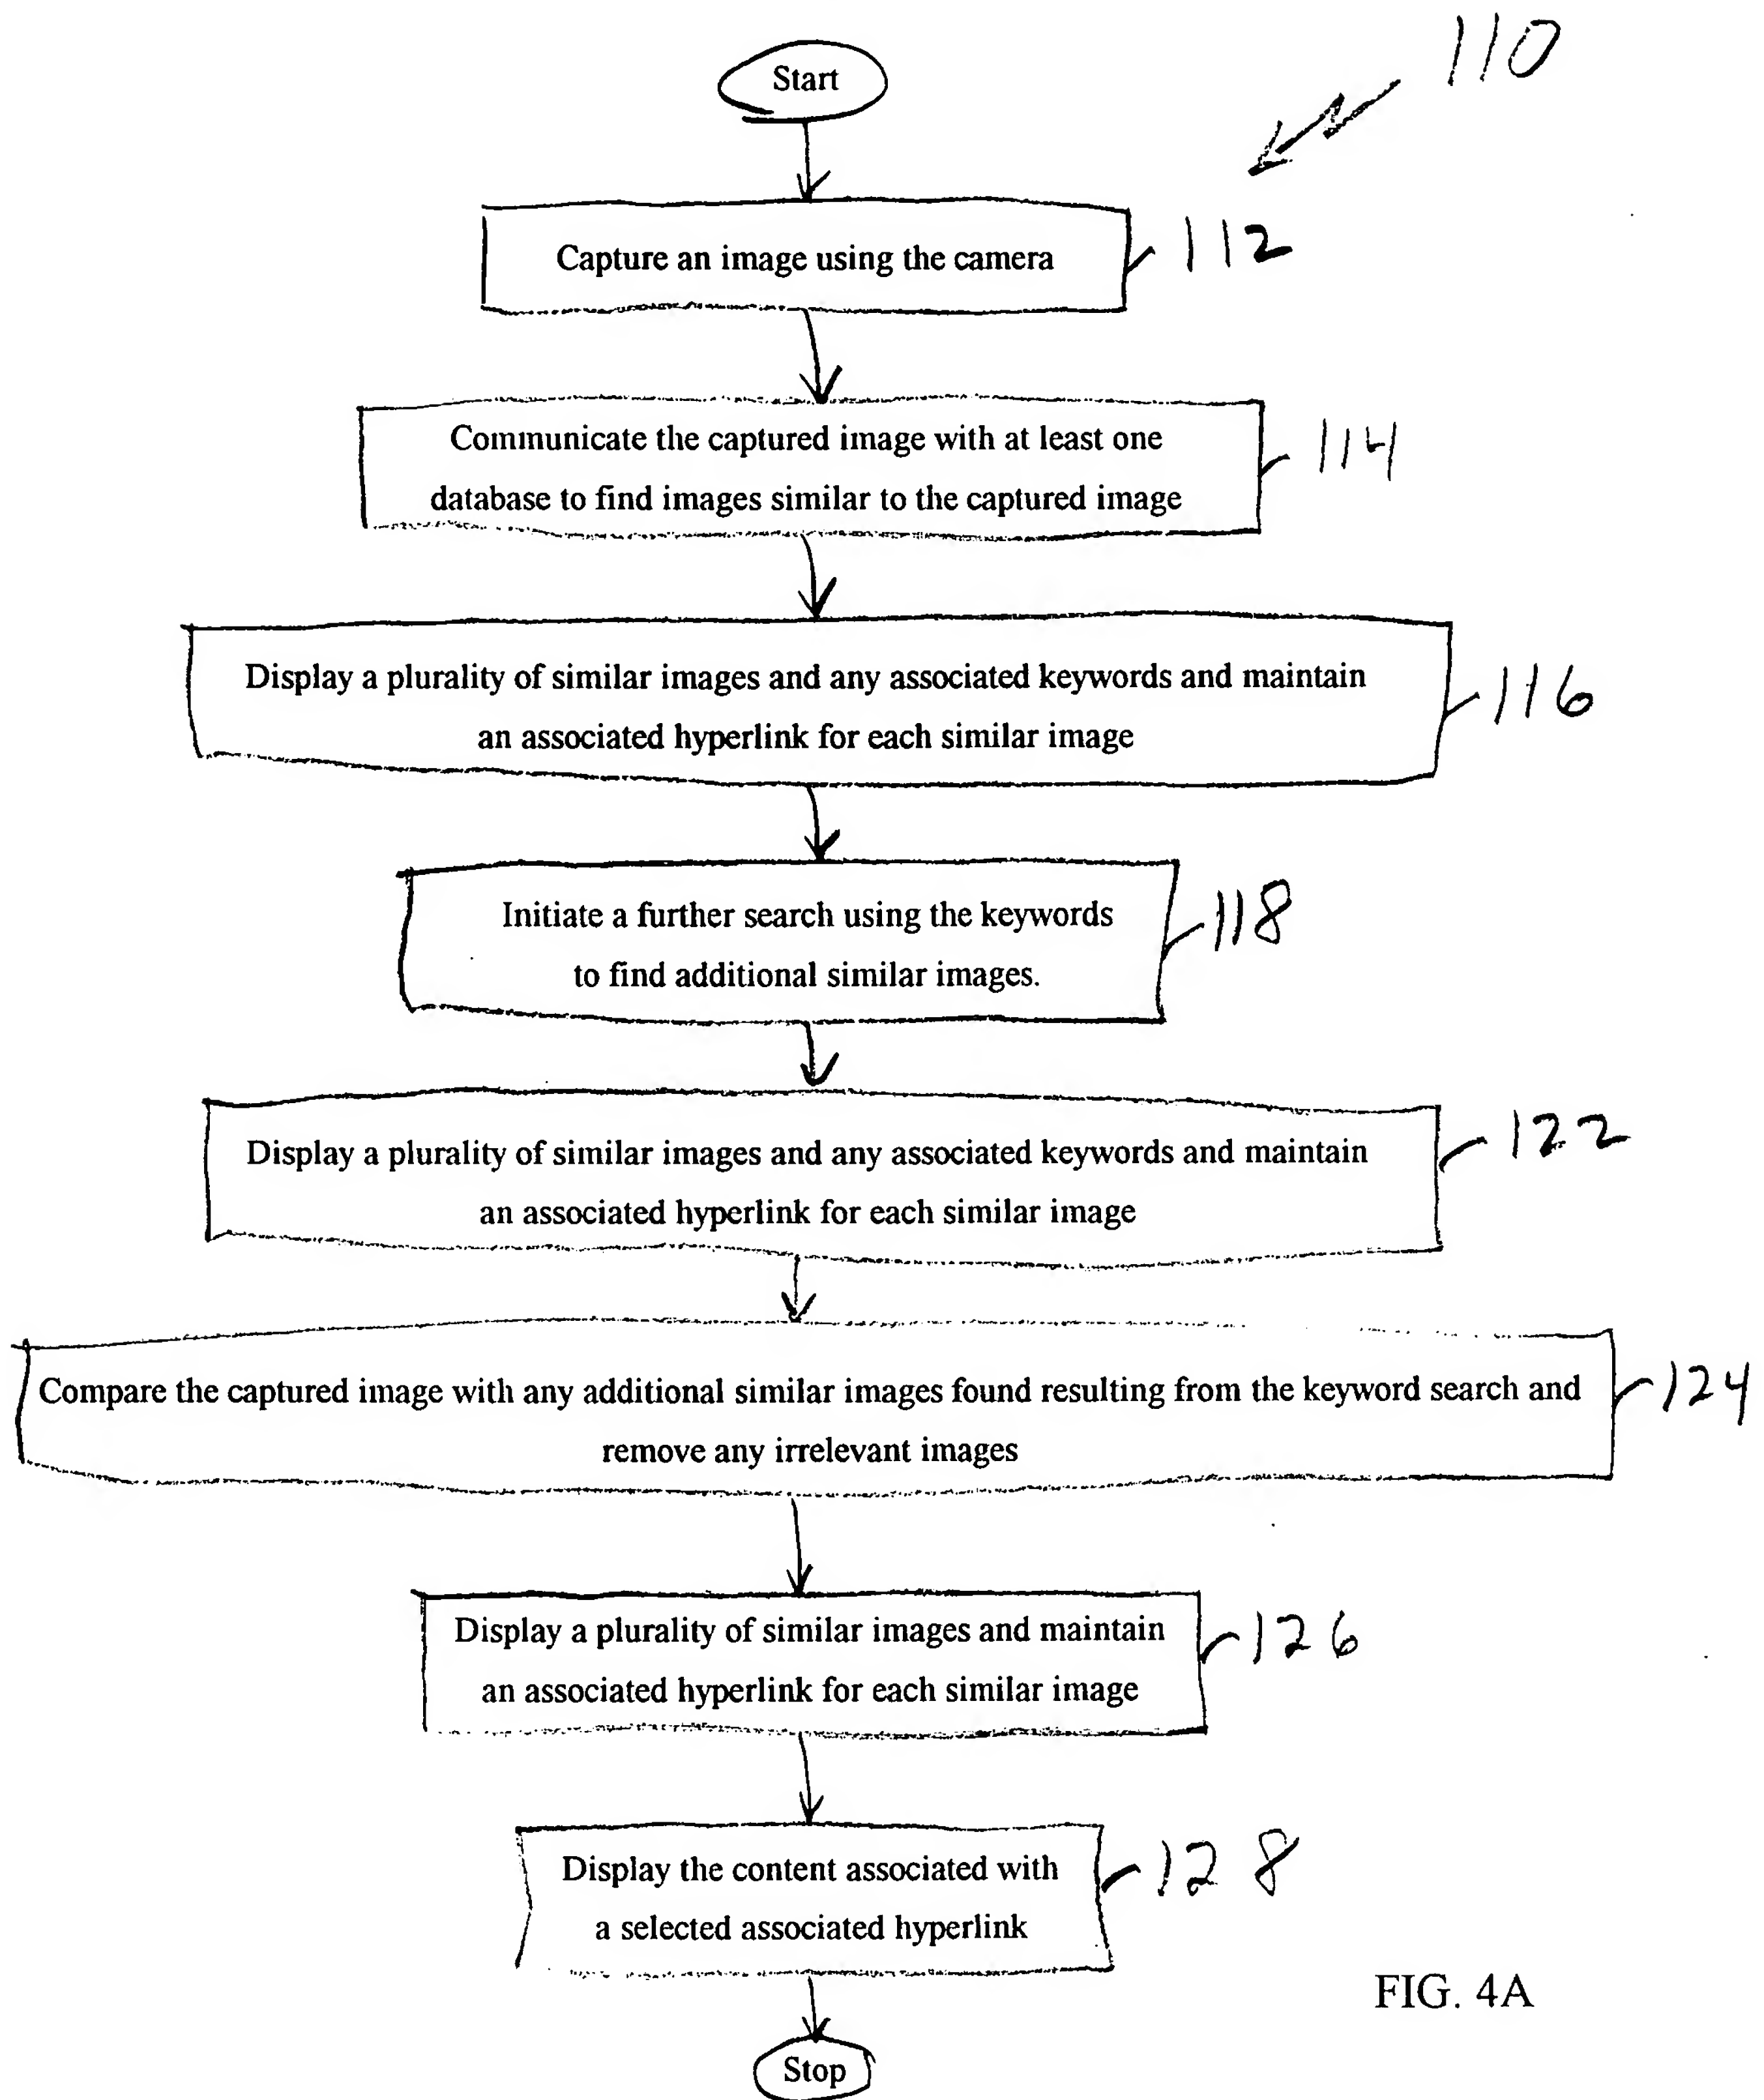 110
Start
Capture an image using the camera
112
Communicate the captured image with at least one
database to find images similar to the captured image
114
Display a plurality of similar images and any associated keywords and maintain
an associated hyperlink for each similar image
116
Initiate a further search using the keywords
to find additional similar images.
118
Display a plurality of similar images and any associated keywords and maintain
an associated hyperlink for each similar image
122
Compare the captured image with any additional similar images found resulting from the keyword search and
remove any irrelevant images
124
Display a plurality of similar images and maintain
an associated hyperlink for each similar image
126
Display the content associated with
a selected associated hyperlink
128
FIG. 4A
Stop